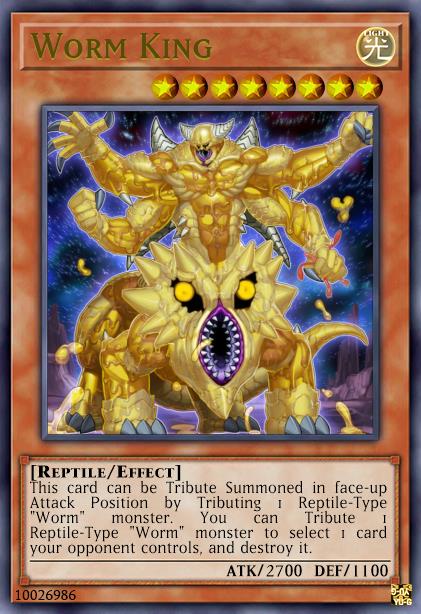 WORM KING
LIGHT
光
[REPTILE/EFFECT]
This card can be Tribute Summoned in face-up
Attack Position by Tributing 1 Reptile-Type
"Worm" monster. You can Tribute 1
Reptile-Type "Worm" monster to select 1 card
your opponent controls, and destroy it.
ATK/2700 DEF/1100
10026986